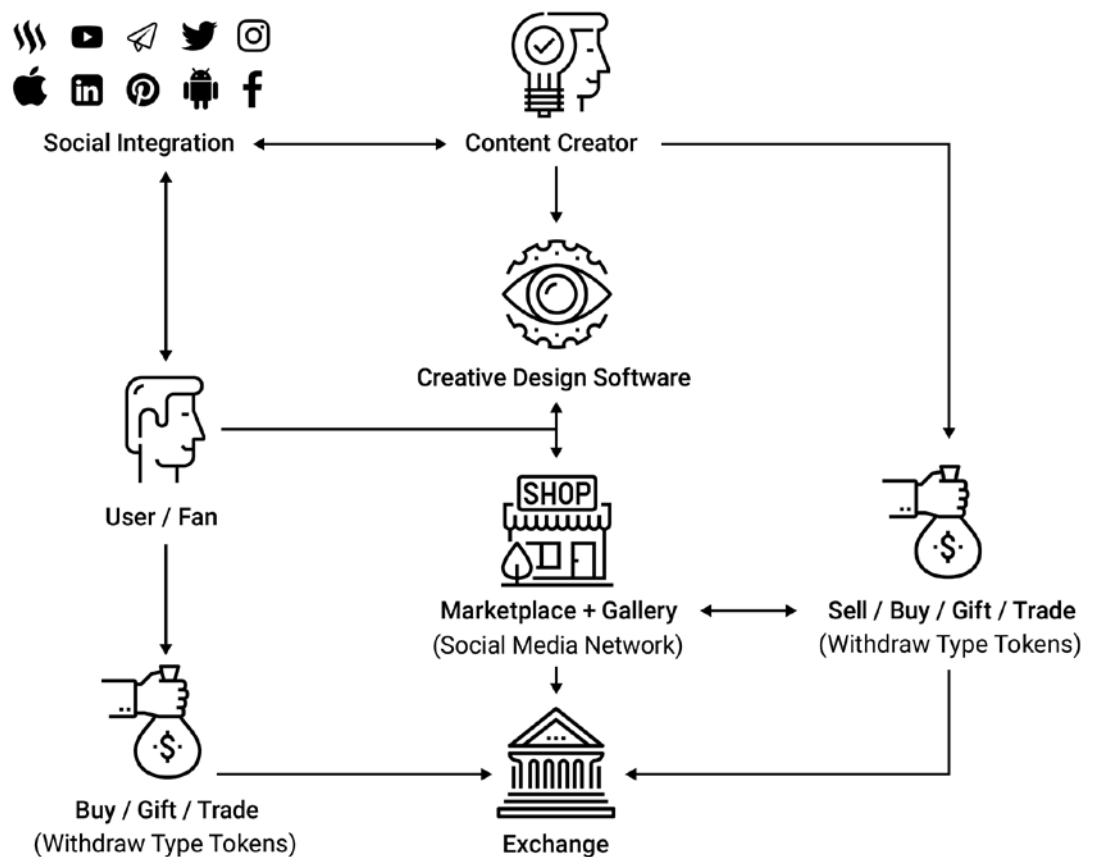 Social Integration
Content Creator
Creative Design Software
User / Fan
SHOP
Marketplace + Gallery
(Social Media Network)
Sell / Buy / Gift / Trade
(Withdraw Type Tokens)
$
$
Buy / Gift / Trade
(Withdraw Type Tokens)
Exchange